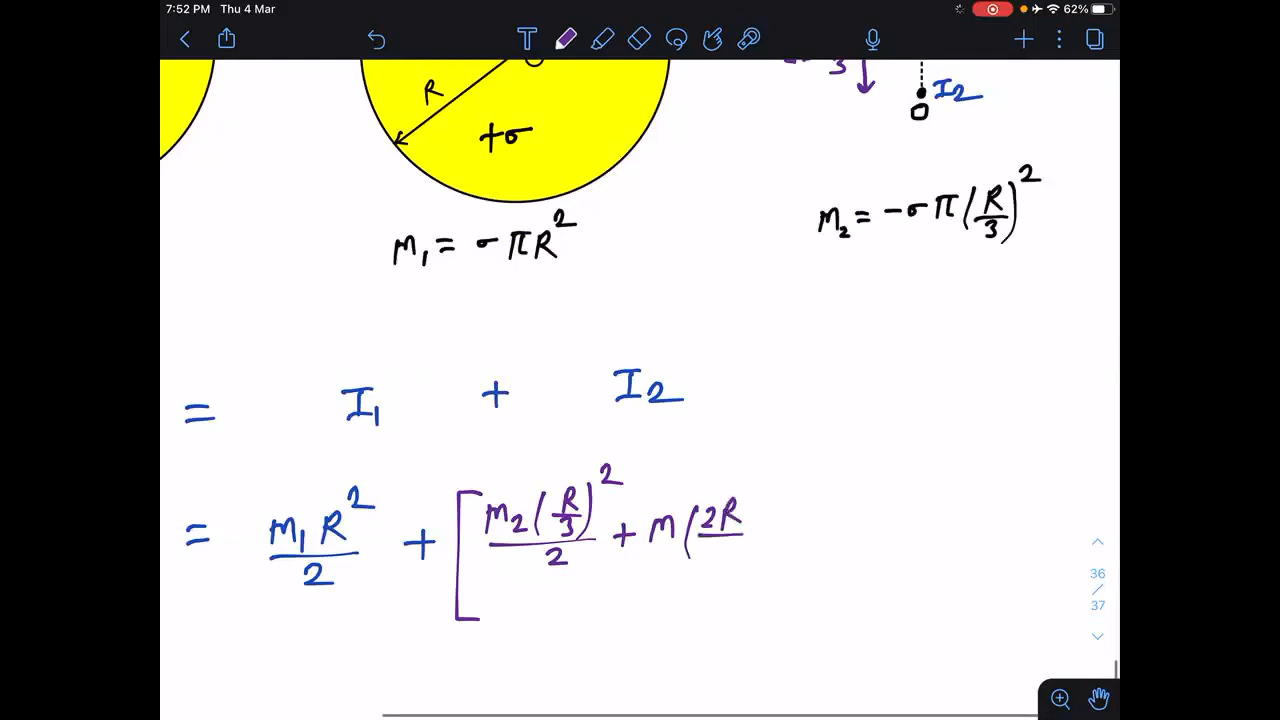 7:52 PM Thu 4 Mar 62%
T
R
3
I2
+σ
O
M₁ = σπR²
M₂ = -σπ(R/3)²
= I₁ + I2
= M₁R²/2 + [M₂(R/3)²/2 + M(2R
36
/
37